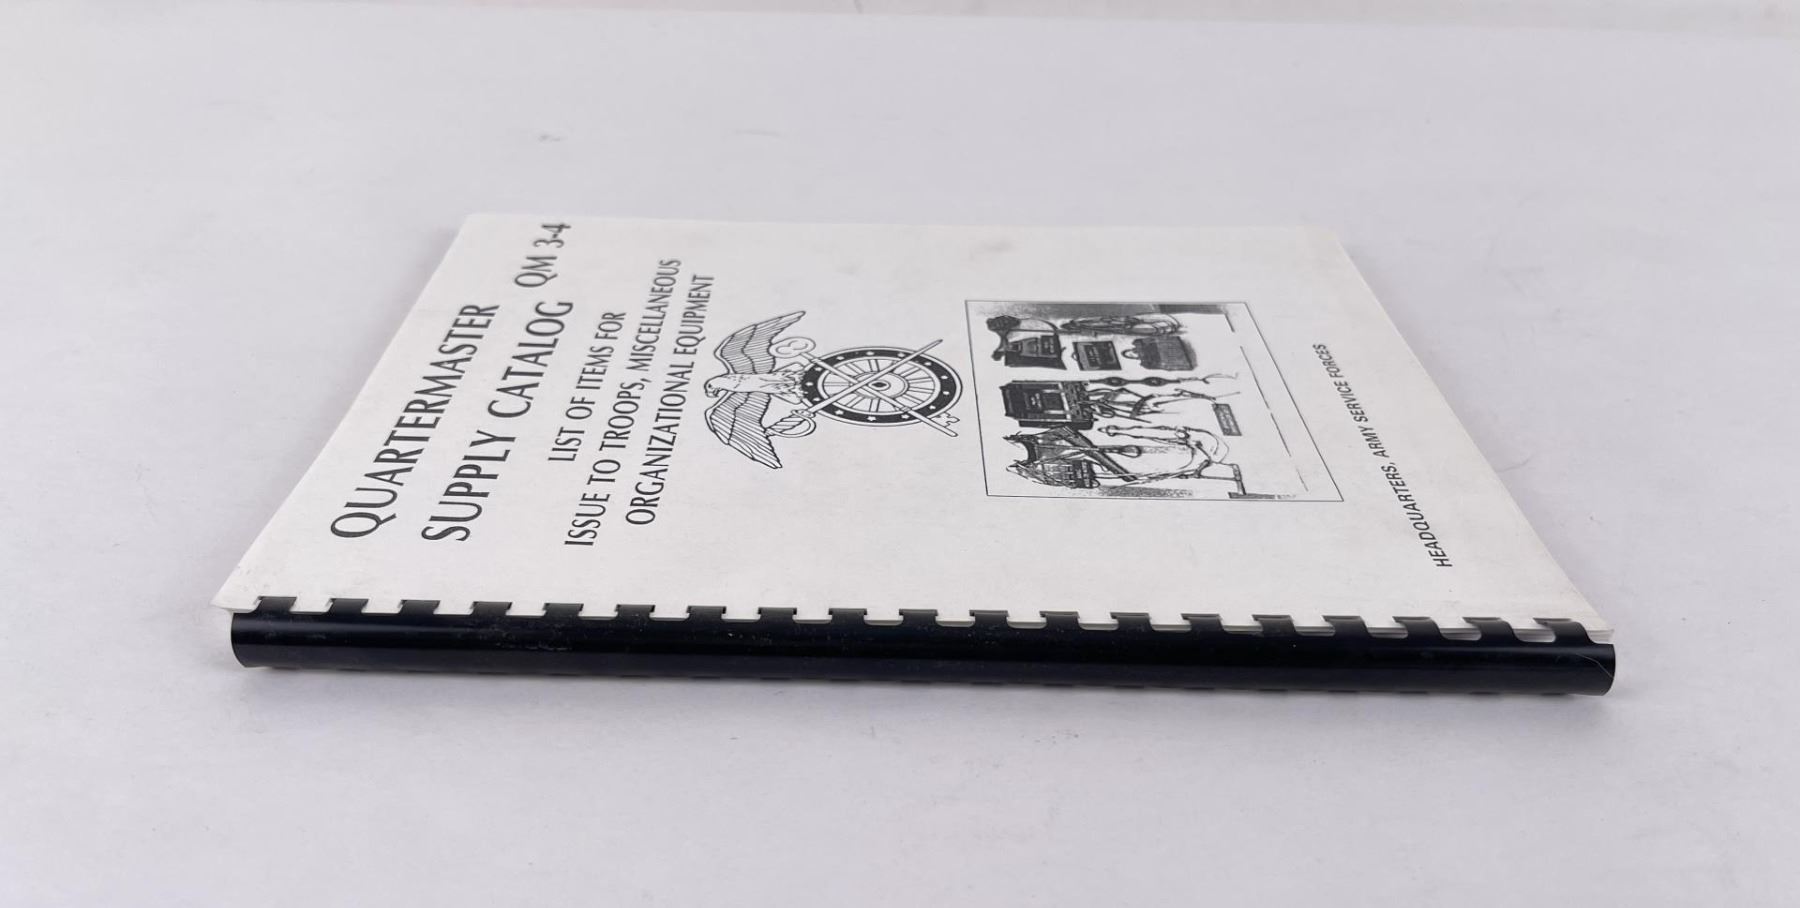 QUARTERMASTER
SUPPLY CATALOG QM 3-4
LIST OF ITEMS FOR
ISSUE TO TROOPS, MISCELLANEOUS
ORGANIZATIONAL EQUIPMENT
HEADQUARTERS, ARMY SERVICE FORCES